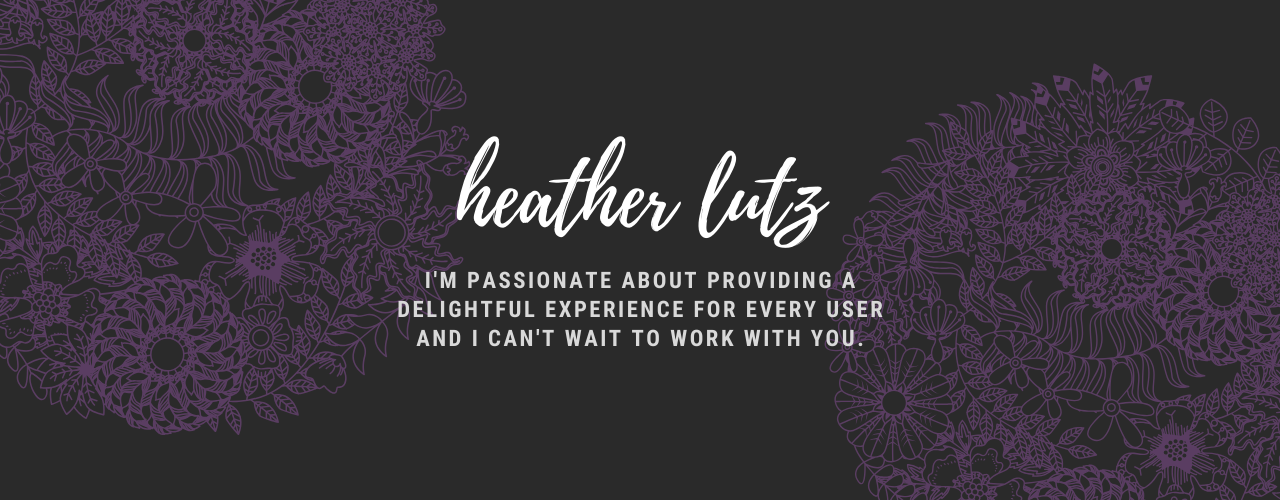 heather lutz
I'M PASSIONATE ABOUT PROVIDING A
DELIGHTFUL EXPERIENCE FOR EVERY USER
AND I CAN'T WAIT TO WORK WITH YOU.